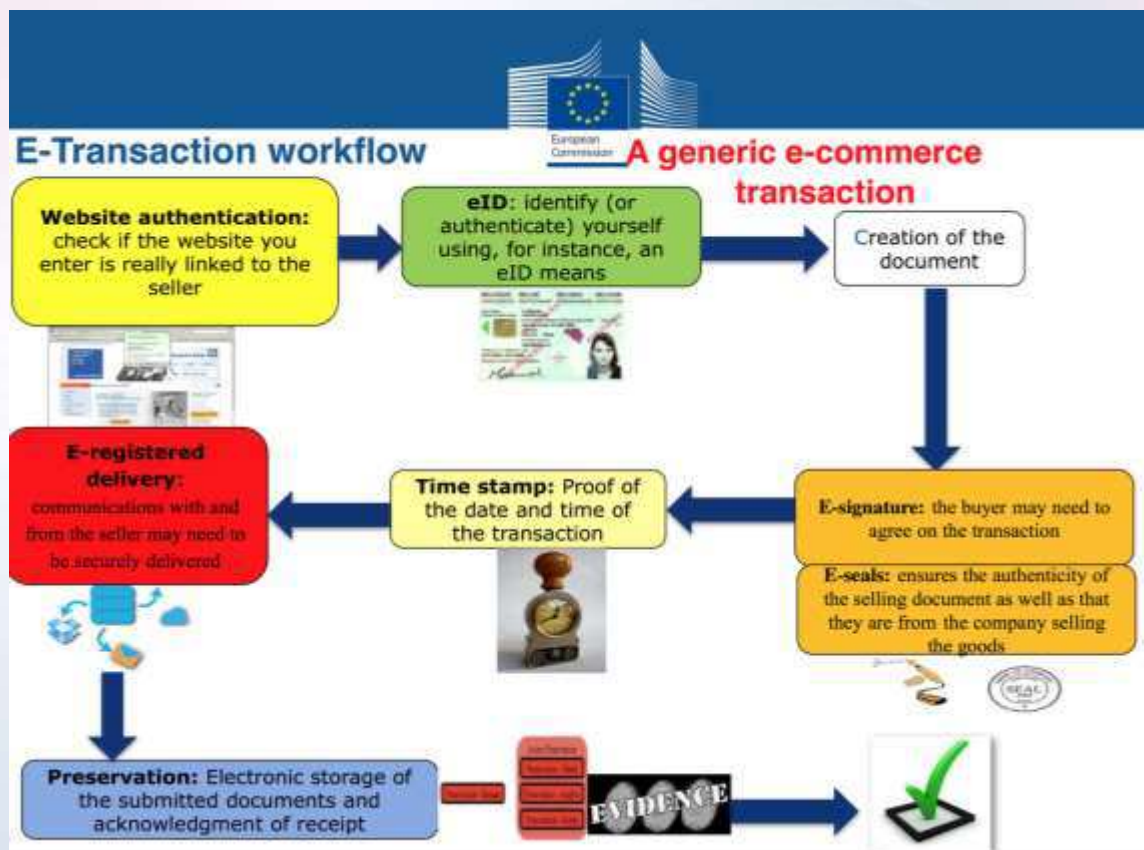 European
Commission
E-Transaction workflow
A generic e-commerce
transaction
Website authentication:
check if the website you
enter is really linked to the
seller
eID: identify (or
authenticate) yourself
using, for instance, an
eID means
Creation of the
document
E-registered
delivery:
communications with and
from the seller may need to
be securely delivered
Time stamp: Proof of
the date and time of
the transaction
E-signature: the buyer may need to
agree on the transaction
E-seals: ensures the authenticity of
the selling document as well as that
they are from the company selling
the goods
SEAL
Preservation: Electronic storage of
the submitted documents and
acknowledgment of receipt
EVIDENCE